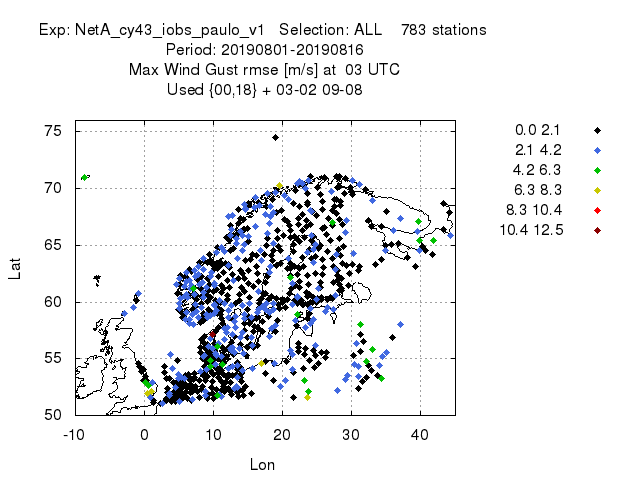 Exp: NetA_cy43_iobs_paulo_v1 Selection: ALL 783 stations
Period: 20190801-20190816
Max Wind Gust rmse [m/s] at 03 UTC
Used {00,18} + 03-02 09-08
0.0 2.1
2.1 4.2
4.2 6.3
6.3 8.3
8.3 10.4
10.4 12.5
75
70
65
60
55
50
Lat
-10 0 10 20 30 40
Lon